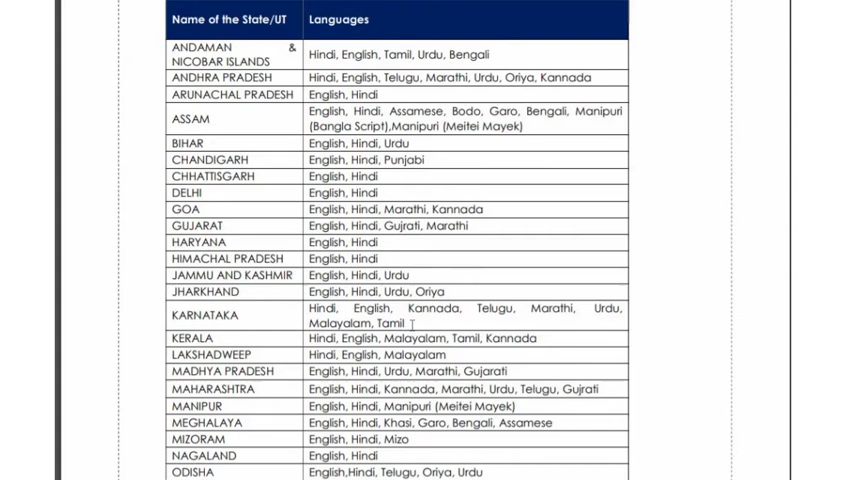 Name of the State/UT Languages
ANDAMAN &
NICOBAR ISLANDS Hindi, English, Tamil, Urdu, Bengali
ANDHRA PRADESH Hindi, English, Telugu, Marathi, Urdu, Oriya, Kannada
ARUNACHAL PRADESH English, Hindi
ASSAM English, Hindi, Assamese, Bodo, Garo, Bengali, Manipuri
(Bangla Script),Manipuri (Meitei Mayek)
BIHAR English, Hindi, Urdu
CHANDIGARH English, Hindi, Punjabi
CHHATTISGARH English, Hindi
DELHI English, Hindi
GOA English, Hindi, Marathi, Kannada
GUJARAT English, Hindi, Gujrati, Marathi
HARYANA English, Hindi
HIMACHAL PRADESH English, Hindi
JAMMU AND KASHMIR English, Hindi, Urdu
JHARKHAND English, Hindi, Urdu, Oriya
KARNATAKA Hindi, English, Kannada, Telugu, Marathi, Urdu,
Malayalam, Tamil
KERALA Hindi, English, Malayalam, Tamil, Kannada
LAKSHADWEEP Hindi, English, Malayalam
MADHYA PRADESH English, Hindi, Urdu, Marathi, Gujarati
MAHARASHTRA English, Hindi, Kannada, Marathi, Urdu, Telugu, Gujrati
MANIPUR English, Hindi, Manipuri (Meitei Mayek)
MEGHALAYA English, Hindi, Khasi, Garo, Bengali, Assamese
MIZORAM English, Hindi, Mizo
NAGALAND English, Hindi
ODISHA English,Hindi, Telugu, Oriya, Urdu